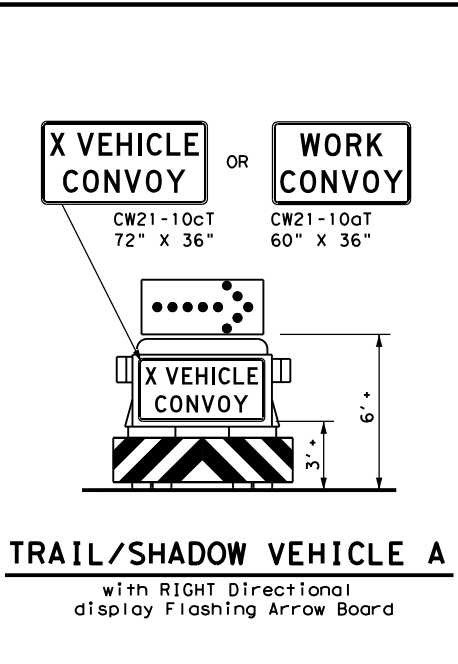 X VEHICLE
CONVOY
OR
WORK
CONVOY
CW21-10cT
72" X 36"
CW21-10aT
60" X 36"
X VEHICLE
CONVOY
6' +
3' +
TRAIL/SHADOW VEHICLE A
with RIGHT Directional
display Flashing Arrow Board